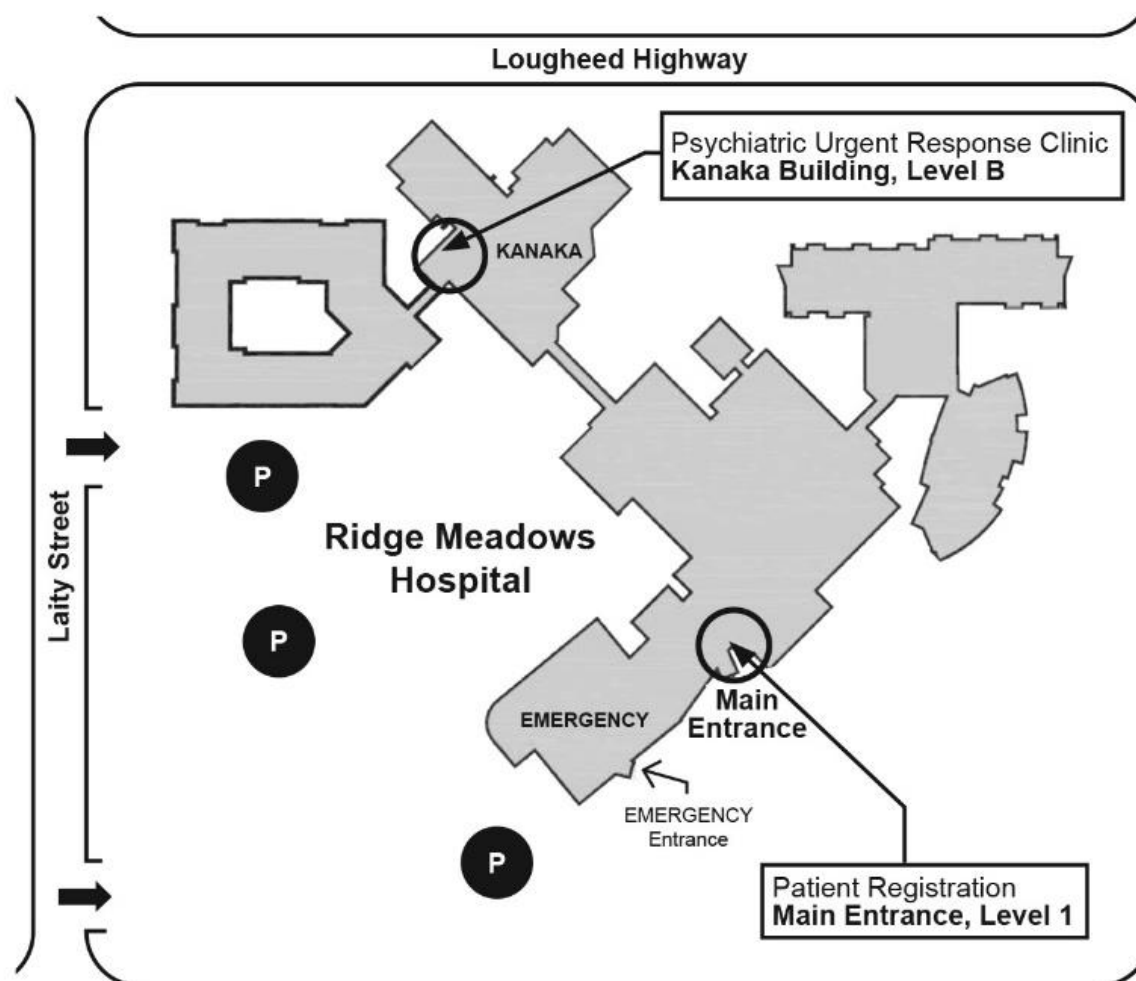 Lougheed Highway
Psychiatric Urgent Response Clinic
Kanaka Building, Level B
KANAKA
P
Laity Street
Ridge Meadows
Hospital
P
Main
Entrance
EMERGENCY
EMERGENCY
Entrance
P
Patient Registration
Main Entrance, Level 1